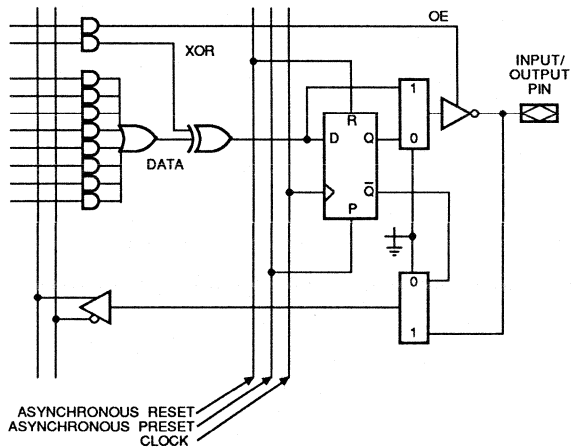 OE
XOR
INPUT/
OUTPUT
PIN
1
R
D
Q
0
DATA
Q̅
P
0
1
ASYNCHRONOUS RESET
ASYNCHRONOUS PRESET
CLOCK